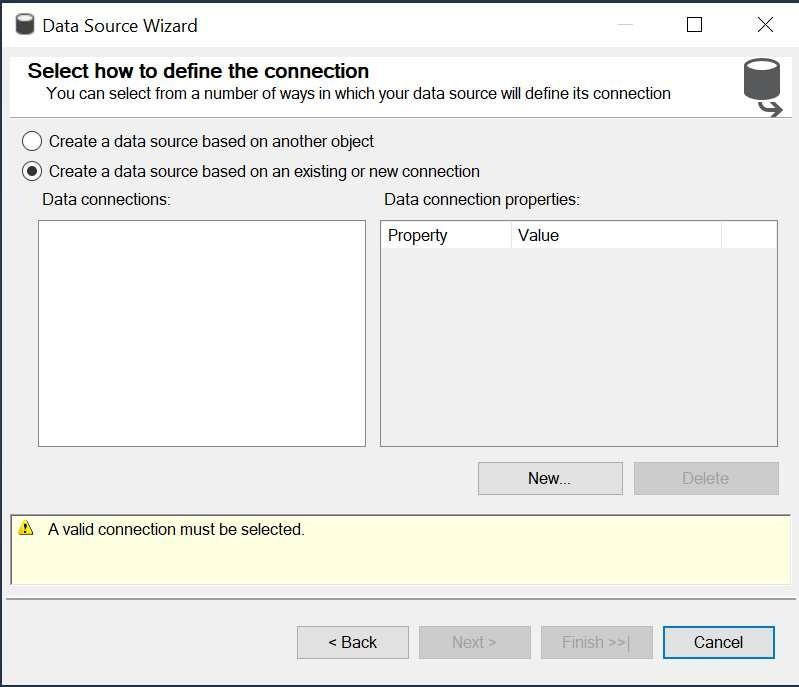 Data Source Wizard
Select how to define the connection
You can select from a number of ways in which your data source will define its connection
Create a data source based on another object
Create a data source based on an existing or new connection
Data connections:
Data connection properties:
Property
Value
New...
Delete
A valid connection must be selected.
< Back
Next >
Finish >>|
Cancel